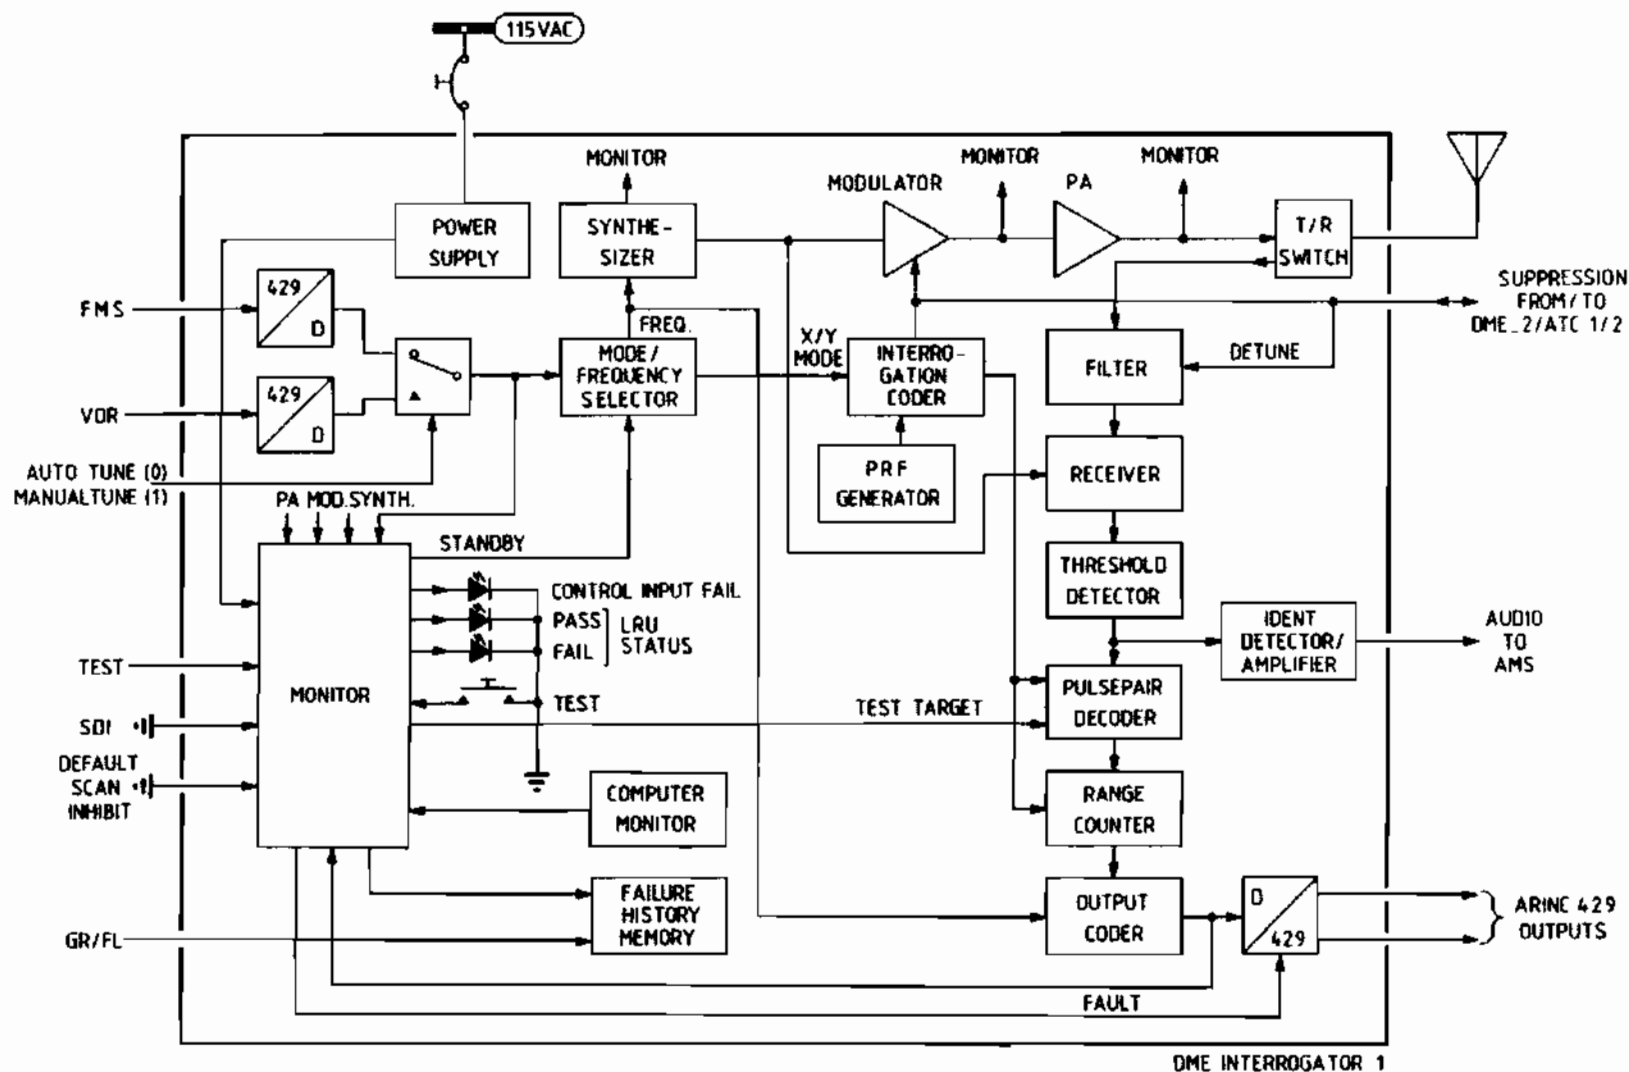 115 VAC
MONITOR
MODULATOR
MONITOR
PA
MONITOR
POWER
SUPPLY
SYNTHE-
SIZER
T/R
SWITCH
429
D
FMS
SUPPRESSION
FROM / TO
DME_2/ATC 1/2
FREQ.
X/Y
MODE
MODE/
FREQUENCY
SELECTOR
INTERRO-
GATION
CODER
DETUNE
FILTER
429
D
VOR
AUTO TUNE (0)
MANUALTUNE (1)
PA MOD.SYNTH.
PRF
GENERATOR
RECEIVER
STANDBY
CONTROL INPUT FAIL
PASS
FAIL
LRU
STATUS
THRESHOLD
DETECTOR
IDENT
DETECTOR/
AMPLIFIER
AUDIO
TO
AMS
TEST
MONITOR
TEST
TEST TARGET
PULSEPAIR
DECODER
SDI
DEFAULT
SCAN
INHIBIT
COMPUTER
MONITOR
RANGE
COUNTER
FAILURE
HISTORY
MEMORY
OUTPUT
CODER
D
429
ARINC 429
OUTPUTS
GR/FL
FAULT
DME INTERROGATOR 1